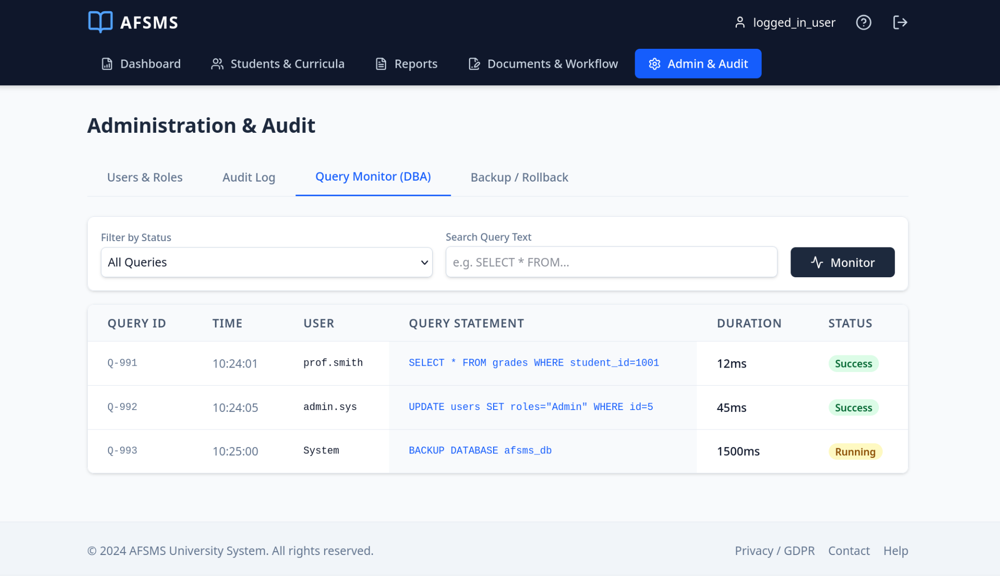 AFSMS
logged_in_user
Dashboard Students & Curricula Reports Documents & Workflow Admin & Audit
Administration & Audit
Users & Roles Audit Log Query Monitor (DBA) Backup / Rollback
Filter by Status Search Query Text
All Queries e.g. SELECT * FROM... Monitor
QUERY ID TIME USER QUERY STATEMENT DURATION STATUS
Q-991 10:24:01 prof.smith SELECT * FROM grades WHERE student_id=1001 12ms Success
Q-992 10:24:05 admin.sys UPDATE users SET roles="Admin" WHERE id=5 45ms Success
Q-993 10:25:00 System BACKUP DATABASE afsms_db 1500ms Running
© 2024 AFSMS University System. All rights reserved. Privacy / GDPR Contact Help